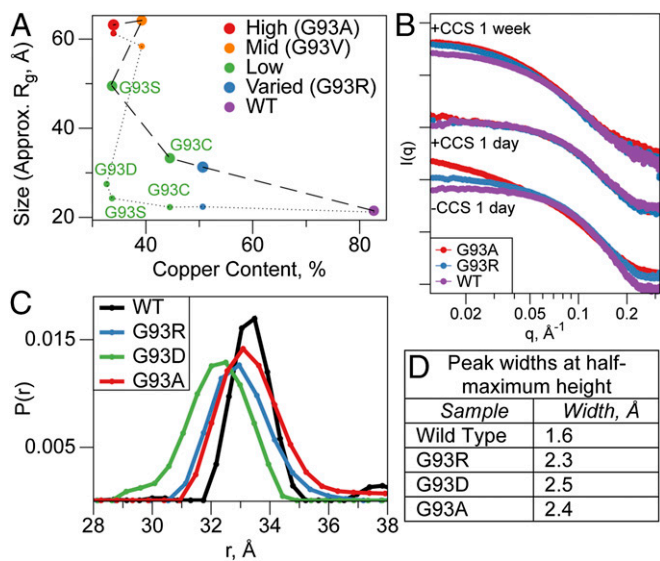 A
High (G93A)
Mid (G93V)
Low
Varied (G93R)
WT
60
40
20
Size (Approx. Rg, Å)
G93S
G93C
G93D
G93C
G93S
40
60
80
Copper Content, %
B
+CCS 1 week
+CCS 1 day
-CCS 1 day
I(q)
G93A
G93R
WT
0.02
0.05
0.1
0.2
q, Å-1
C
WT
G93R
G93D
G93A
0.015
0.005
P(r)
28
30
32
34
36
38
r, Å
D
Peak widths at half-
maximum height
Sample Width, Å
Wild Type 1.6
G93R 2.3
G93D 2.5
G93A 2.4